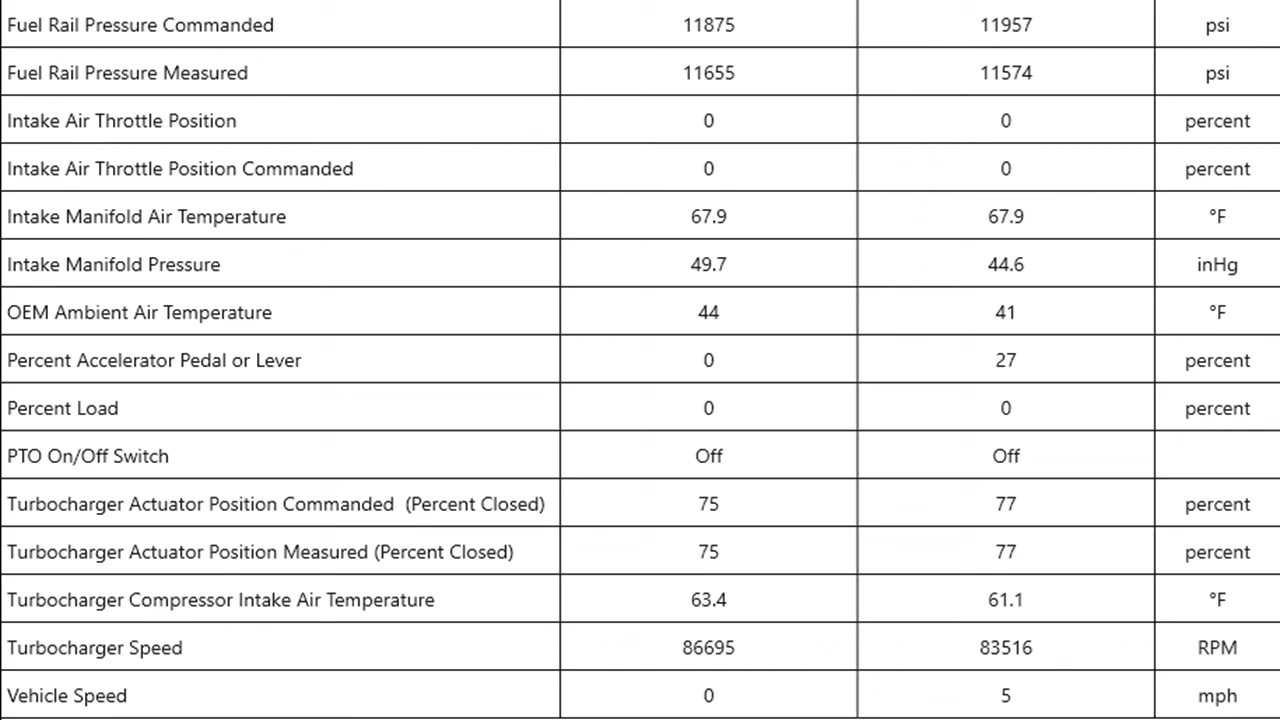 Fuel Rail Pressure Commanded 11875 11957 psi
Fuel Rail Pressure Measured 11655 11574 psi
Intake Air Throttle Position 0 0 percent
Intake Air Throttle Position Commanded 0 0 percent
Intake Manifold Air Temperature 67.9 67.9 °F
Intake Manifold Pressure 49.7 44.6 inHg
OEM Ambient Air Temperature 44 41 °F
Percent Accelerator Pedal or Lever 0 27 percent
Percent Load 0 0 percent
PTO On/Off Switch Off Off
Turbocharger Actuator Position Commanded  (Percent Closed) 75 77 percent
Turbocharger Actuator Position Measured (Percent Closed) 75 77 percent
Turbocharger Compressor Intake Air Temperature 63.4 61.1 °F
Turbocharger Speed 86695 83516 RPM
Vehicle Speed 0 5 mph